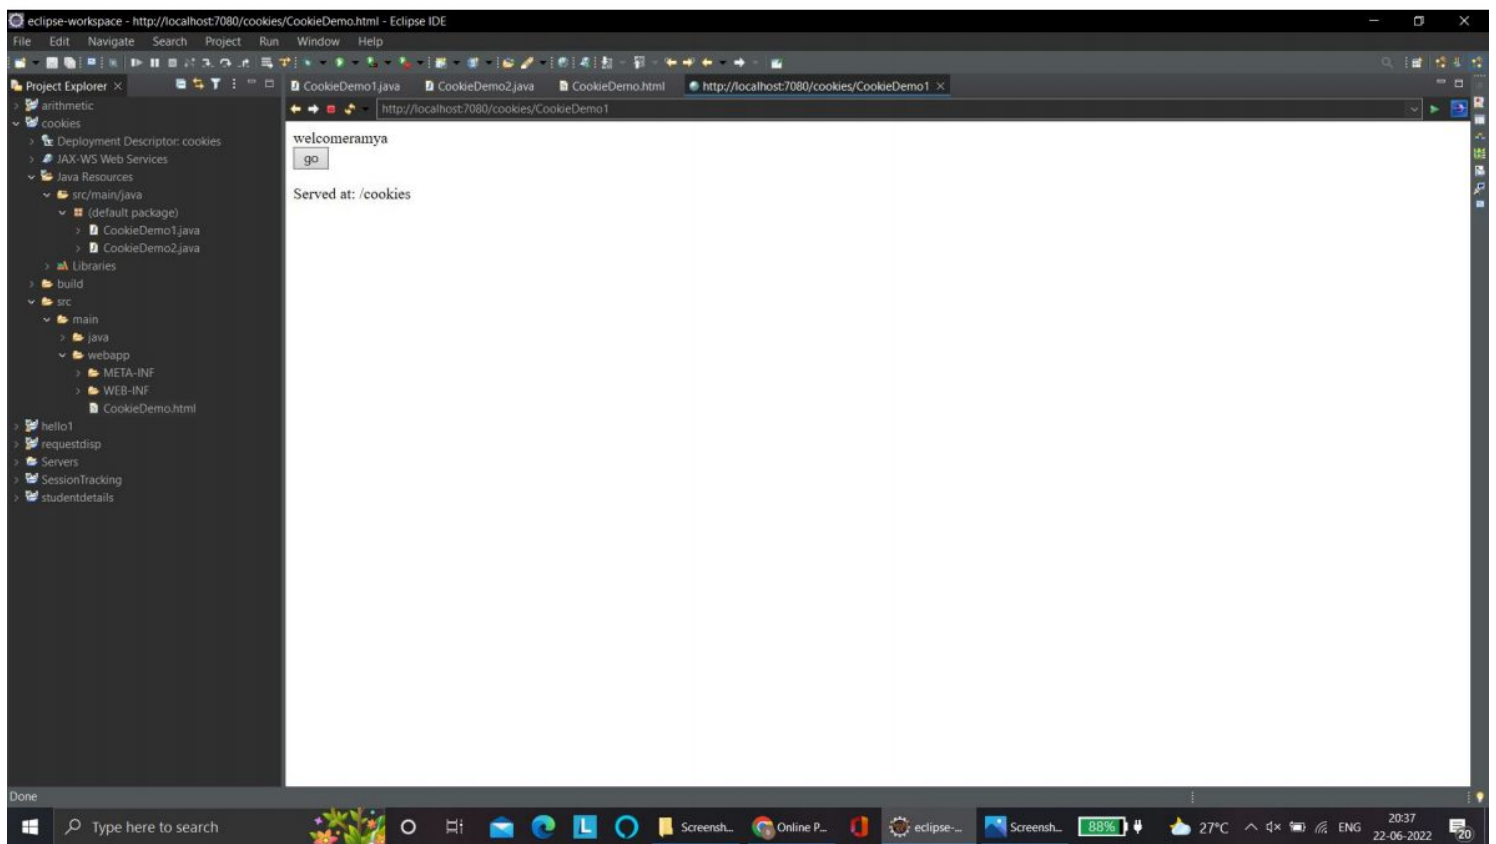 eclipse-workspace - http://localhost:7080/cookies/CookieDemo.html - Eclipse IDE
File Edit Navigate Search Project Run Window Help
Project Explorer
CookieDemo1.java CookieDemo2.java CookieDemo.html http://localhost:7080/cookies/CookieDemo1
http://localhost:7080/cookies/CookieDemo1
arithmetic
cookies
Deployment Descriptor: cookies
JAX-WS Web Services
Java Resources
src/main/java
(default package)
CookieDemo1.java
CookieDemo2.java
Libraries
build
src
main
java
webapp
META-INF
WEB-INF
CookieDemo.html
hello1
requestdisp
Servers
SessionTracking
studentdetails
welcomeramya
go
Served at: /cookies
Done
Type here to search
L
Screensh...
Online P...
eclipse-...
Screensh...
88%
27°C
ENG
20:37
22-06-2022
20